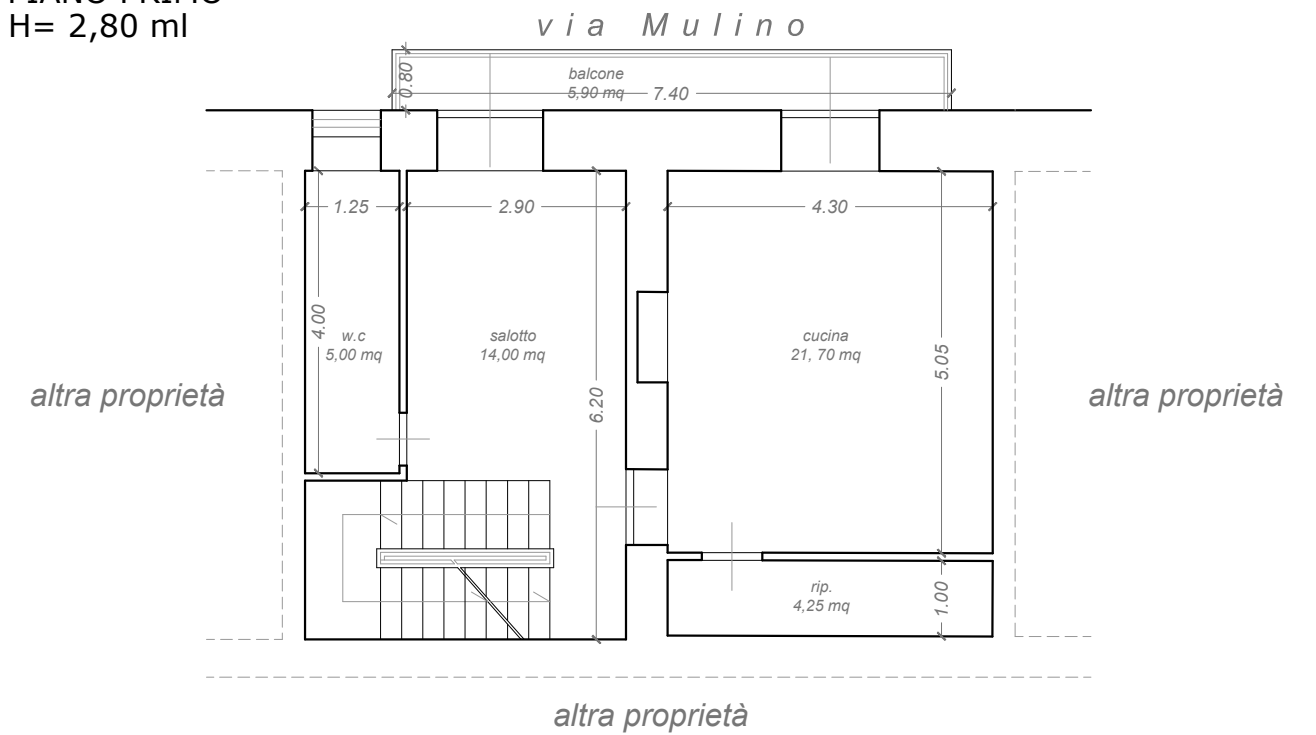 PIANO PRIMO
H= 2,80 ml
via Mulino
0.80
balcone
5,90 mq
7.40
1.25
2.90
4.30
4.00
w.c
5,00 mq
salotto
14,00 mq
6.20
cucina
21, 70 mq
5.05
altra proprietà
altra proprietà
rip.
4,25 mq
1.00
altra proprietà